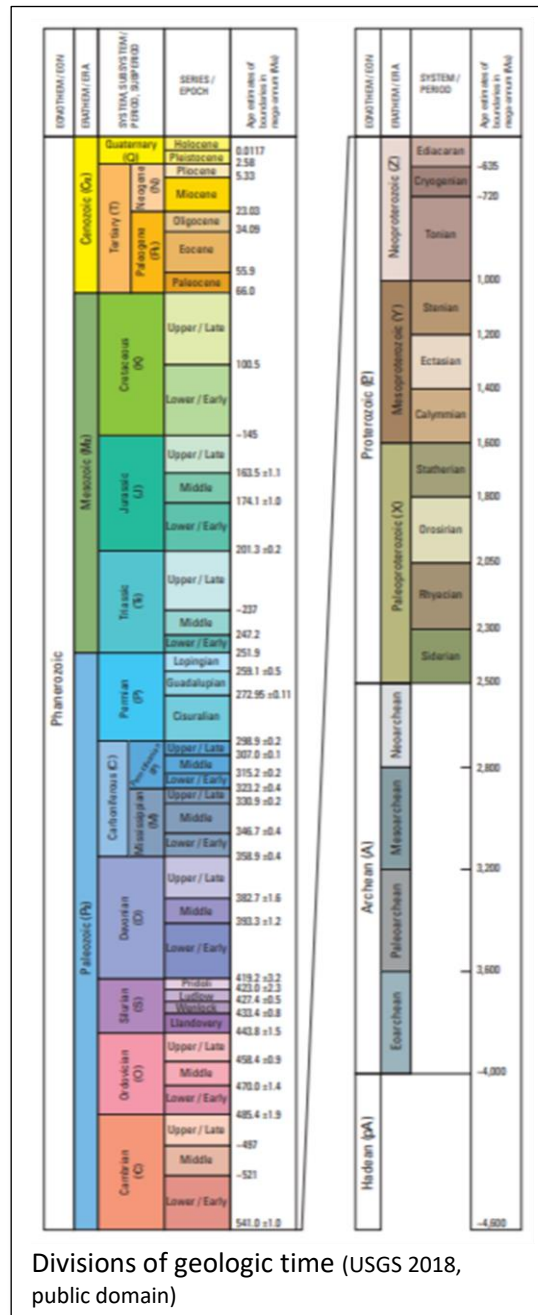 EONOTHEM / EON
ERATHEM / ERA
SYSTEM, SUBSYSTEM /
PERIOD, SUBPERIOD
SERIES /
EPOCH
Age estimates of
boundaries in
mega-annum (Ma)
Phanerozoic
Cenozoic (Cz)
Quaternary
(Q)
Holocene
0.0117
Pleistocene
2.58
Tertiary (T)
Neogene
(N)
Pliocene
5.33
Miocene
23.03
Paleogene
Oligocene
34.09
Eocene
55.9
Paleocene
66.0
Mesozoic (Mz)
Cretaceous
(K)
Upper / Late
100.5
Lower / Early
~145
Jurassic
(J)
Upper / Late
163.5 ±1.1
Middle
174.1 ±1.0
Lower / Early
201.3 ±0.2
Triassic
Upper / Late
~237
Middle
247.2
Lower / Early
251.9
Permian
(P)
Lopingian
259.1 ±0.5
Guadalupian
272.95 ±0.11
Cisuralian
298.9 ±0.2
Carboniferous (C)
Upper / Late
307.0 ±0.1
Middle
315.2 ±0.2
Lower / Early
323.2 ±0.4
Mississippian
(M)
Upper / Late
330.9 ±0.2
Middle
346.7 ±0.4
Lower / Early
358.9 ±0.4
Devonian
(D)
Upper / Late
382.7 ±1.6
Middle
393.3 ±1.2
Lower / Early
419.2 ±3.2
Silurian
(S)
Pridoli
423.0 ±2.3
Ludlow
427.4 ±0.5
Wenlock
433.4 ±0.8
Llandovery
443.8 ±1.5
Ordovician
(O)
Upper / Late
458.4 ±0.9
Middle
470.0 ±1.4
Lower / Early
485.4 ±1.9
Cambrian
Upper / Late
~497
Middle
~521
Lower / Early
541.0 ±1.0
EONOTHEM / EON
ERATHEM / ERA
SYSTEM /
PERIOD
Age estimates of
boundaries in
mega-annum (Ma)
Proterozoic
Neoproterozoic (Z)
Ediacaran
~635
Cryogenian
~720
Tonian
1,000
Mesoproterozoic (Y)
Stenian
1,200
Ectasian
1,400
Calymmian
1,600
Paleoproterozoic (X)
Statherian
1,800
Orosirian
2,050
Rhyacian
2,300
Siderian
2,500
Archean (A)
Neoarchean
2,800
Mesoarchean
3,200
Paleoarchean
3,600
Eoarchean
~4,000
Hadean (pA)
~4,600
Divisions of geologic time (USGS 2018,
public domain)